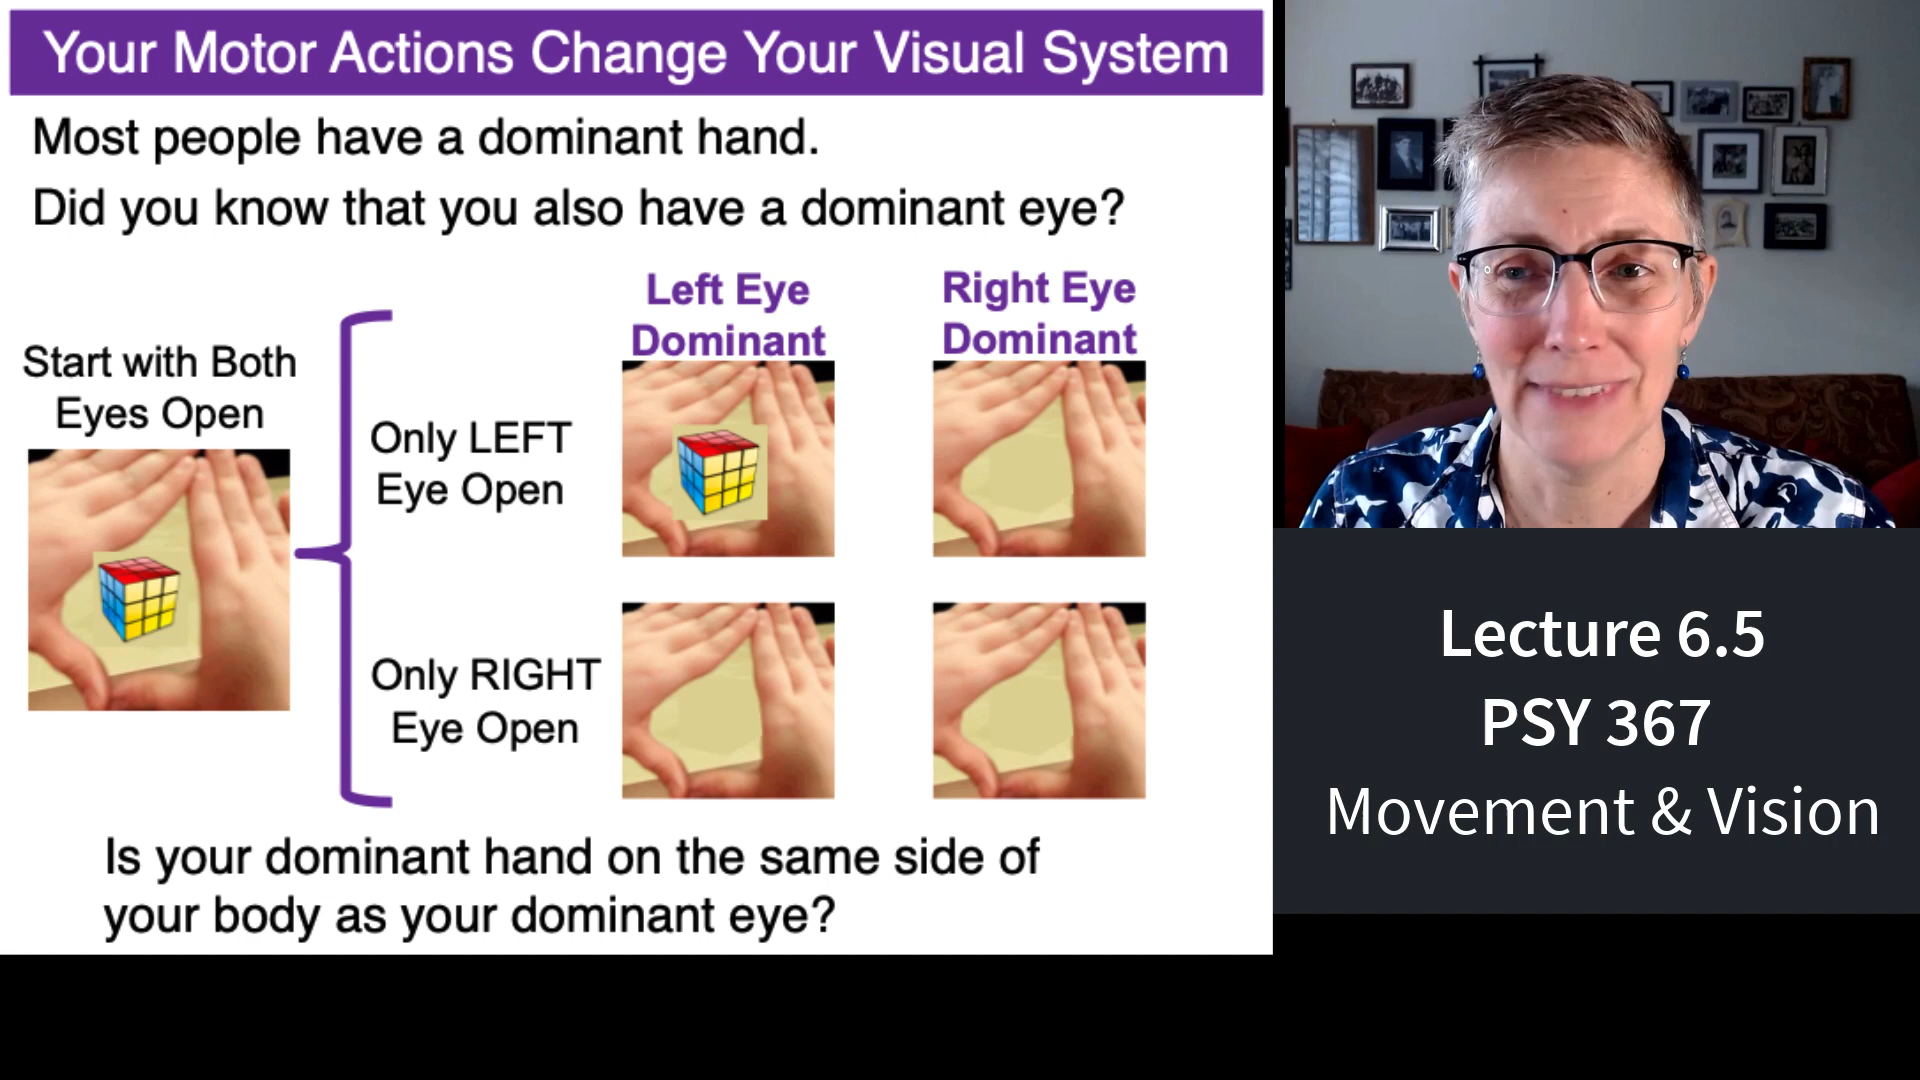 Your Motor Actions Change Your Visual System
Most people have a dominant hand.
Did you know that you also have a dominant eye?
Left Eye
Dominant
Right Eye
Dominant
Start with Both
Eyes Open
Only LEFT
Eye Open
Only RIGHT
Eye Open
Is your dominant hand on the same side of
your body as your dominant eye?
Lecture 6.5
PSY 367
Movement & Vision